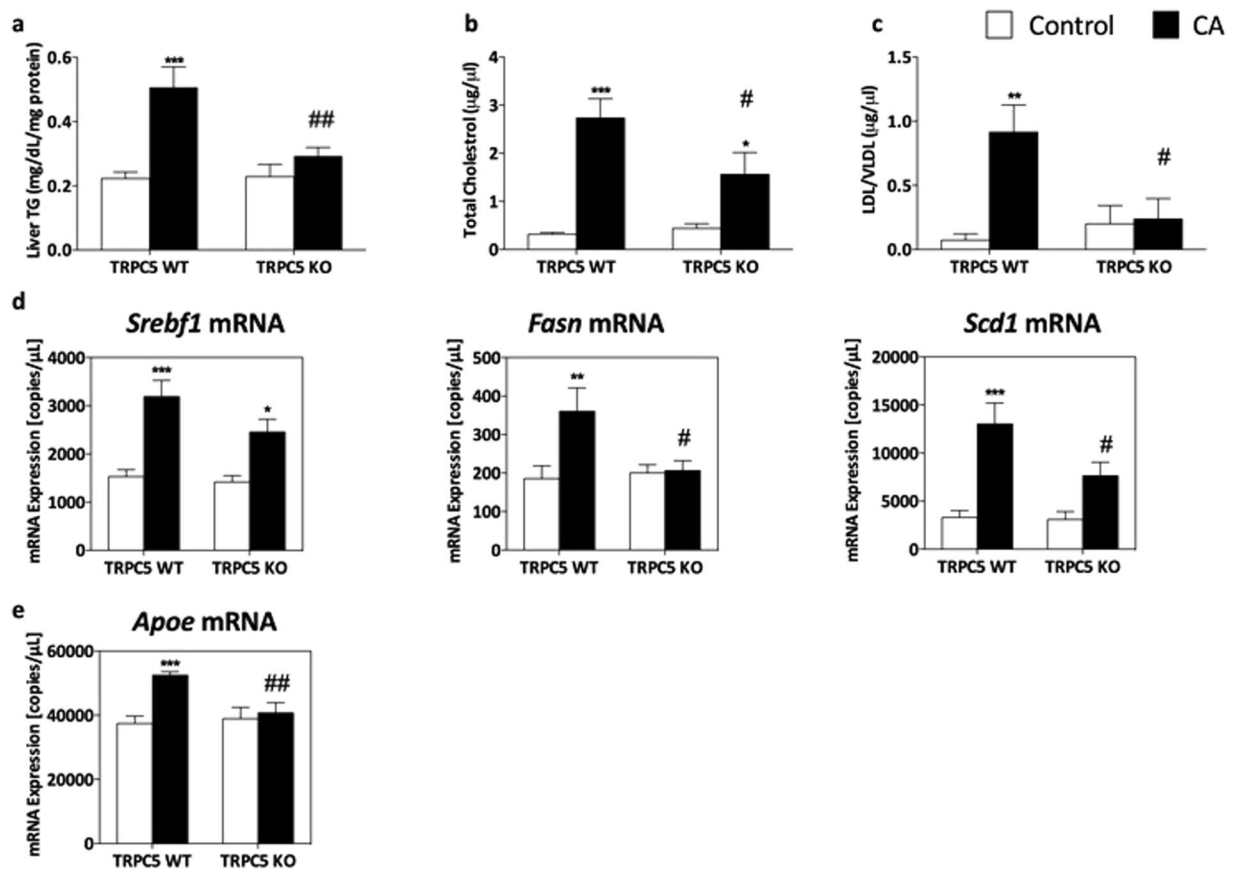 a
b
c
Control
CA
Liver TG (mg/dL/mg protein)
0.6
0.4
0.2
0.0
***
##
TRPC5 WT
TRPC5 KO
Total Cholestrol (µg/µl)
4
3
2
1
0
***
#
*
TRPC5 WT
TRPC5 KO
LDL/VLDL (µg/µl)
1.5
1.0
0.5
0.0
**
#
TRPC5 WT
TRPC5 KO
d
Srebf1 mRNA
mRNA Expression [copies/µL]
4000
3000
2000
1000
0
***
*
TRPC5 WT
TRPC5 KO
Fasn mRNA
mRNA Expression [copies/µL]
500
400
300
200
100
0
**
#
TRPC5 WT
TRPC5 KO
Scd1 mRNA
mRNA Expression [copies/µL]
20000
15000
10000
5000
0
***
#
TRPC5 WT
TRPC5 KO
e
Apoe mRNA
mRNA Expression [copies/µL]
60000
40000
20000
0
***
##
TRPC5 WT
TRPC5 KO